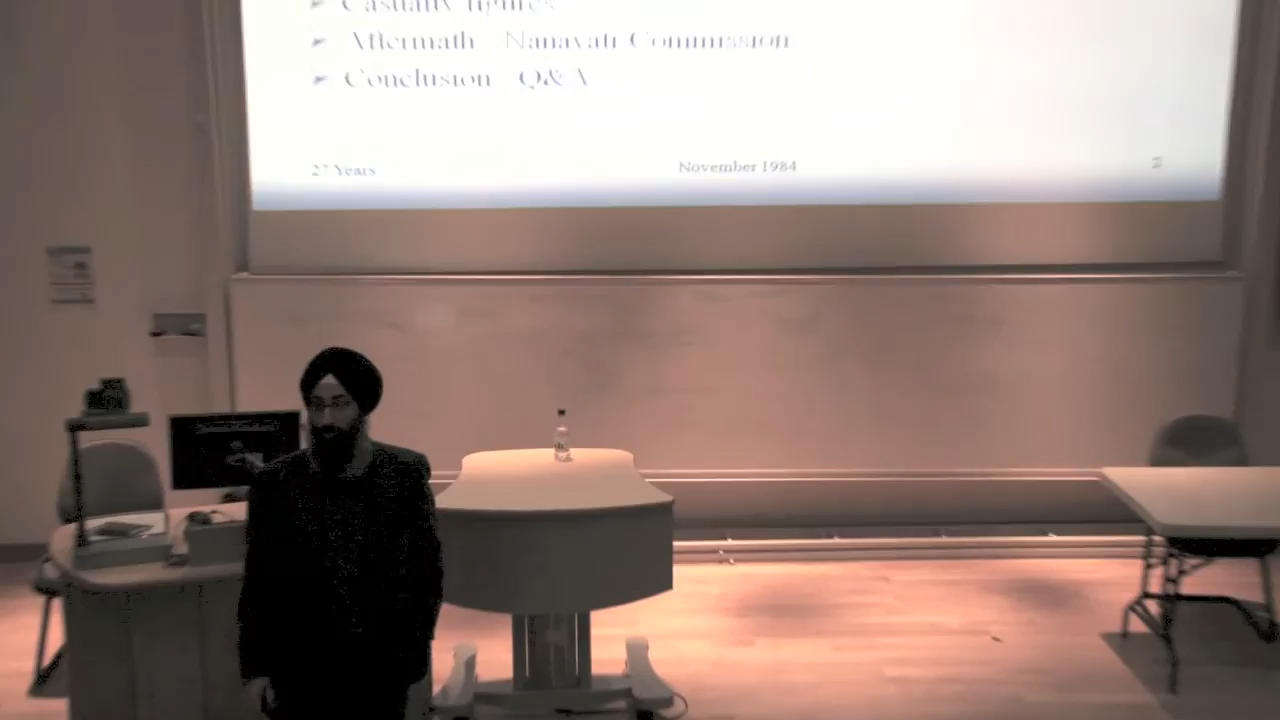 Casualty figures
Aftermath - Nanavati Commission
Conclusion - Q&A
27 Years
November 1984
2